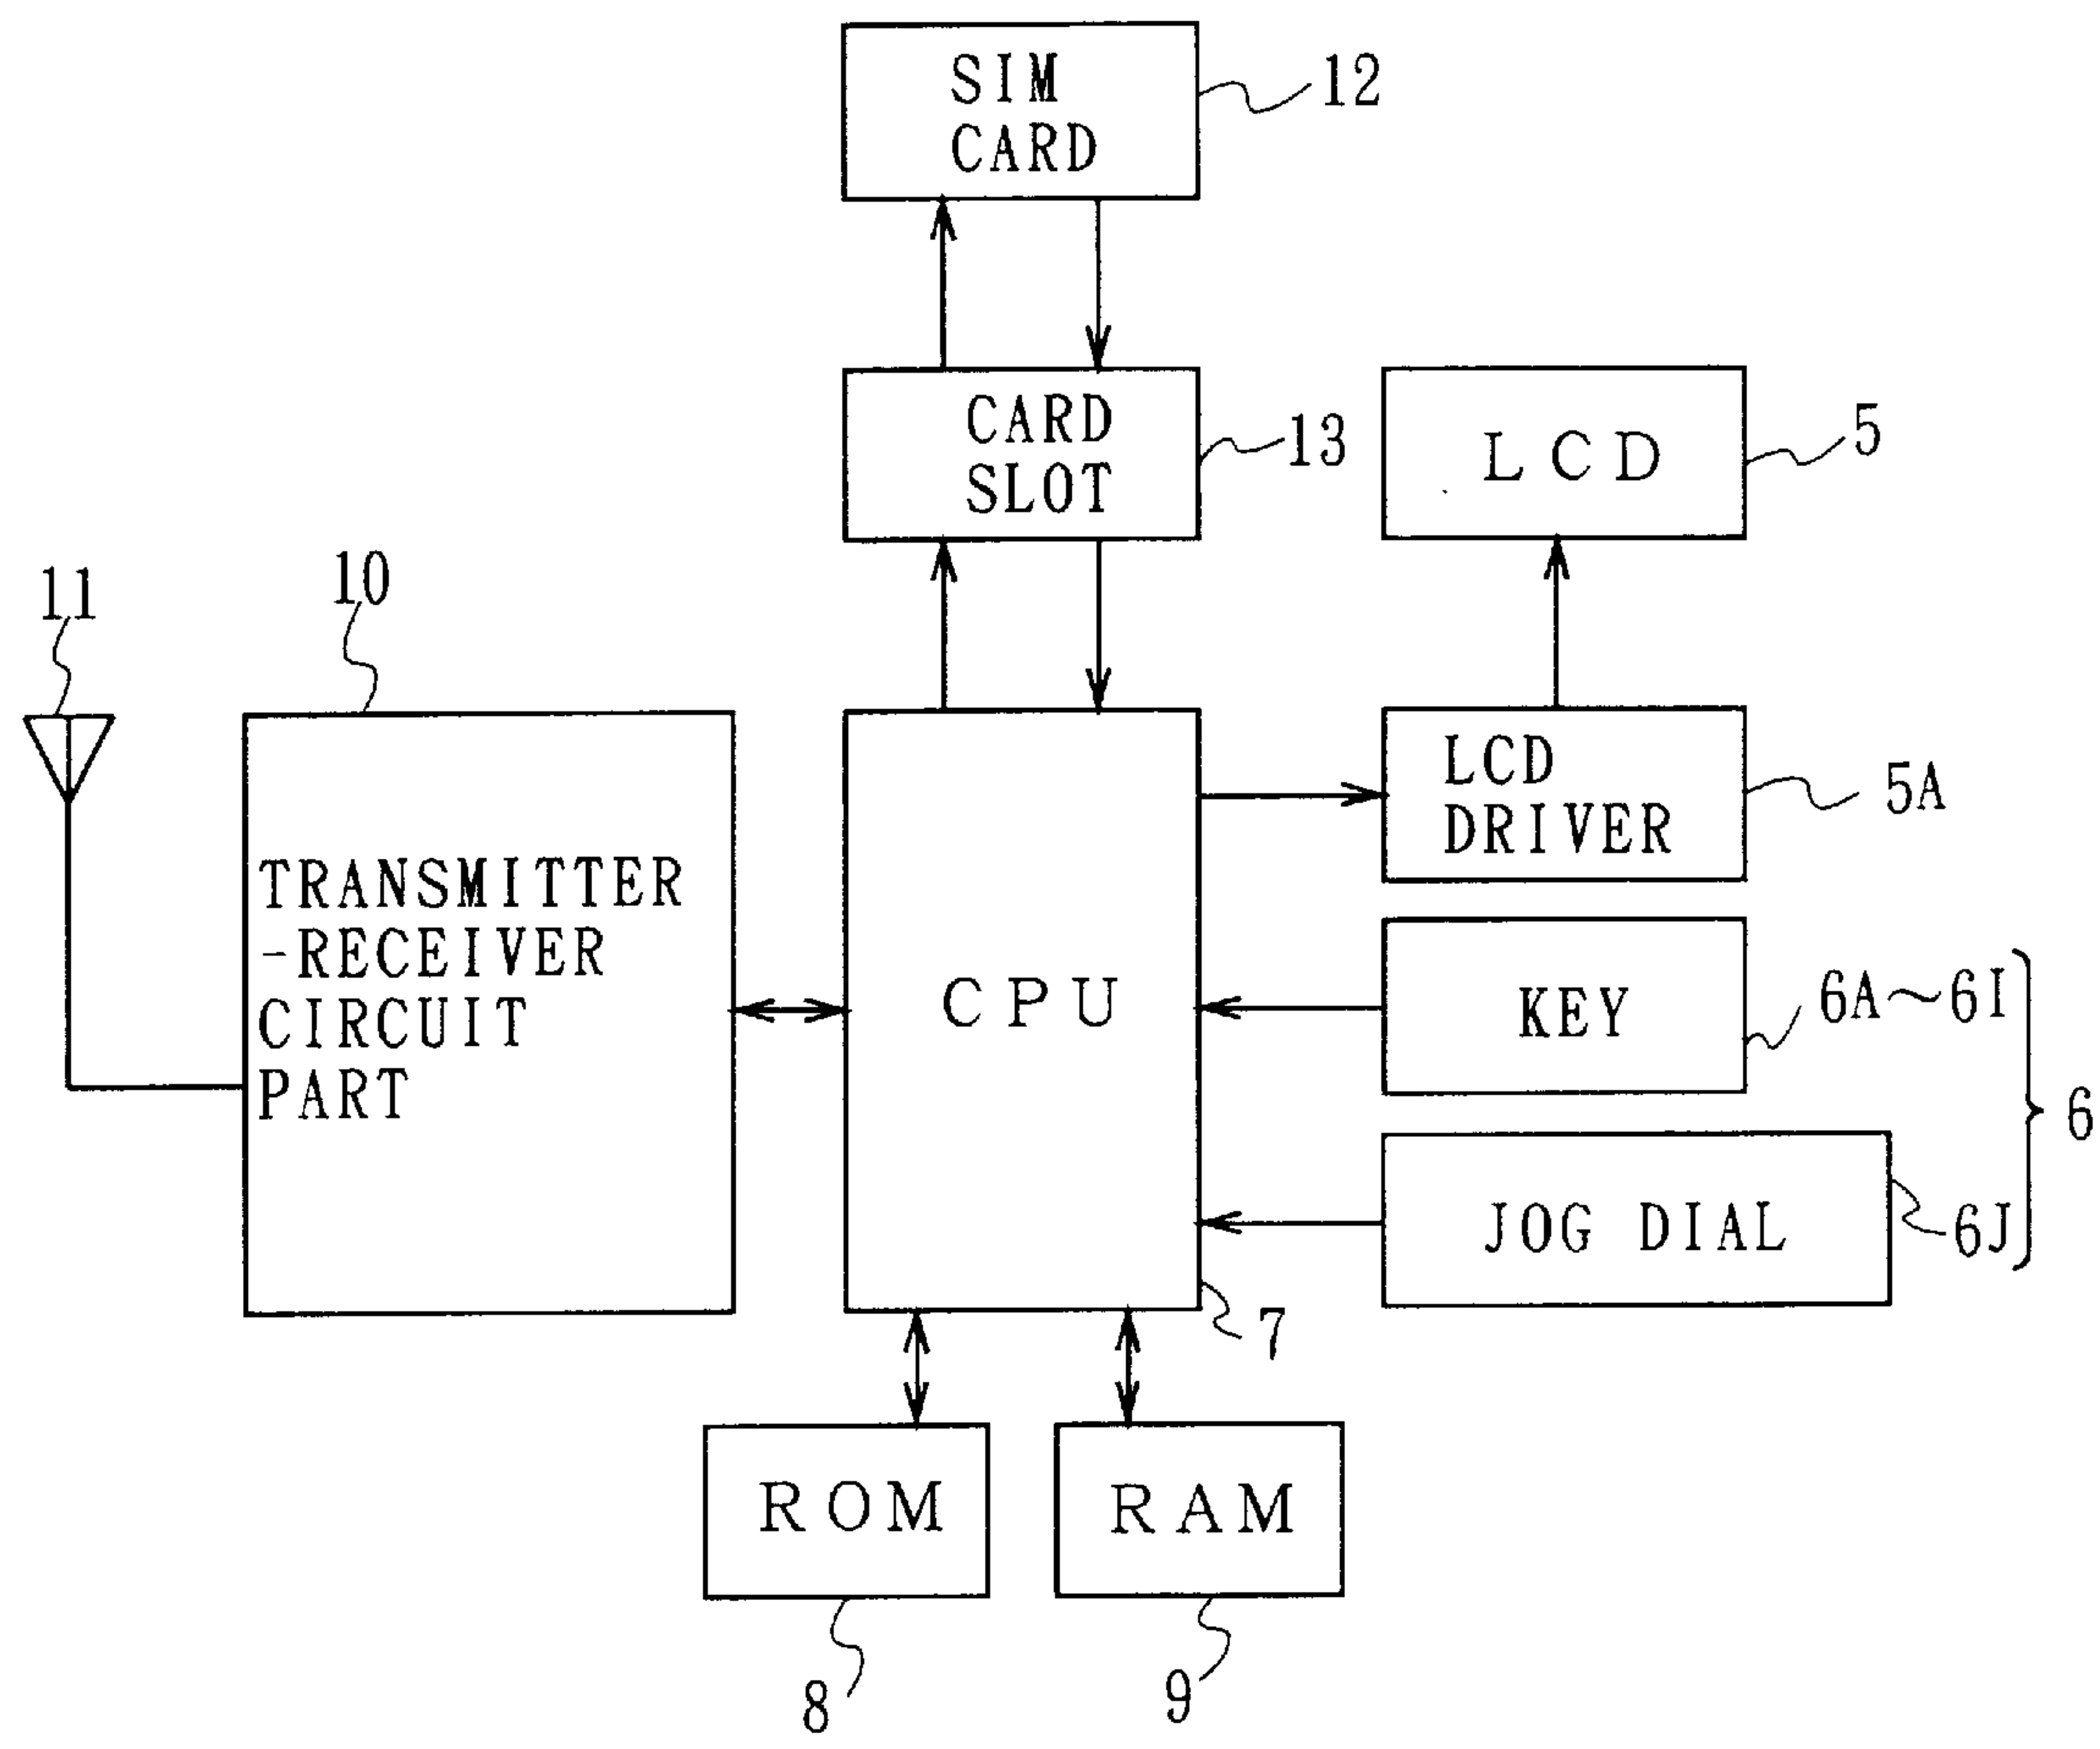 SIM
CARD
12
CARD
SLOT
13
LCD
5
11
10
LCD
DRIVER
5A
TRANSMITTER
-RECEIVER
CIRCUIT
PART
CPU
KEY
6A~6I
6
JOG DIAL
6J
7
ROM
RAM
8
9